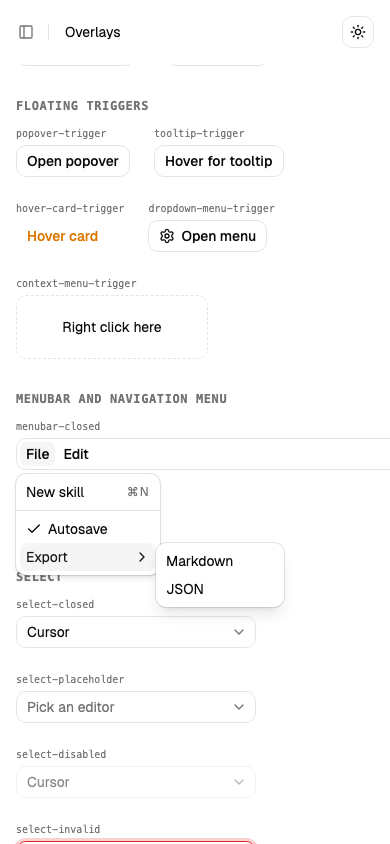 Overlays
FLOATING TRIGGERS
popover-trigger
tooltip-trigger
Open popover
Hover for tooltip
hover-card-trigger
dropdown-menu-trigger
Hover card
Open menu
context-menu-trigger
Right click here
MENUBAR AND NAVIGATION MENU
menubar-closed
File Edit
New skill ⌘N
Autosave
Export
Markdown
JSON
SELECT
select-closed
Cursor
select-placeholder
Pick an editor
select-disabled
Cursor
select-invalid